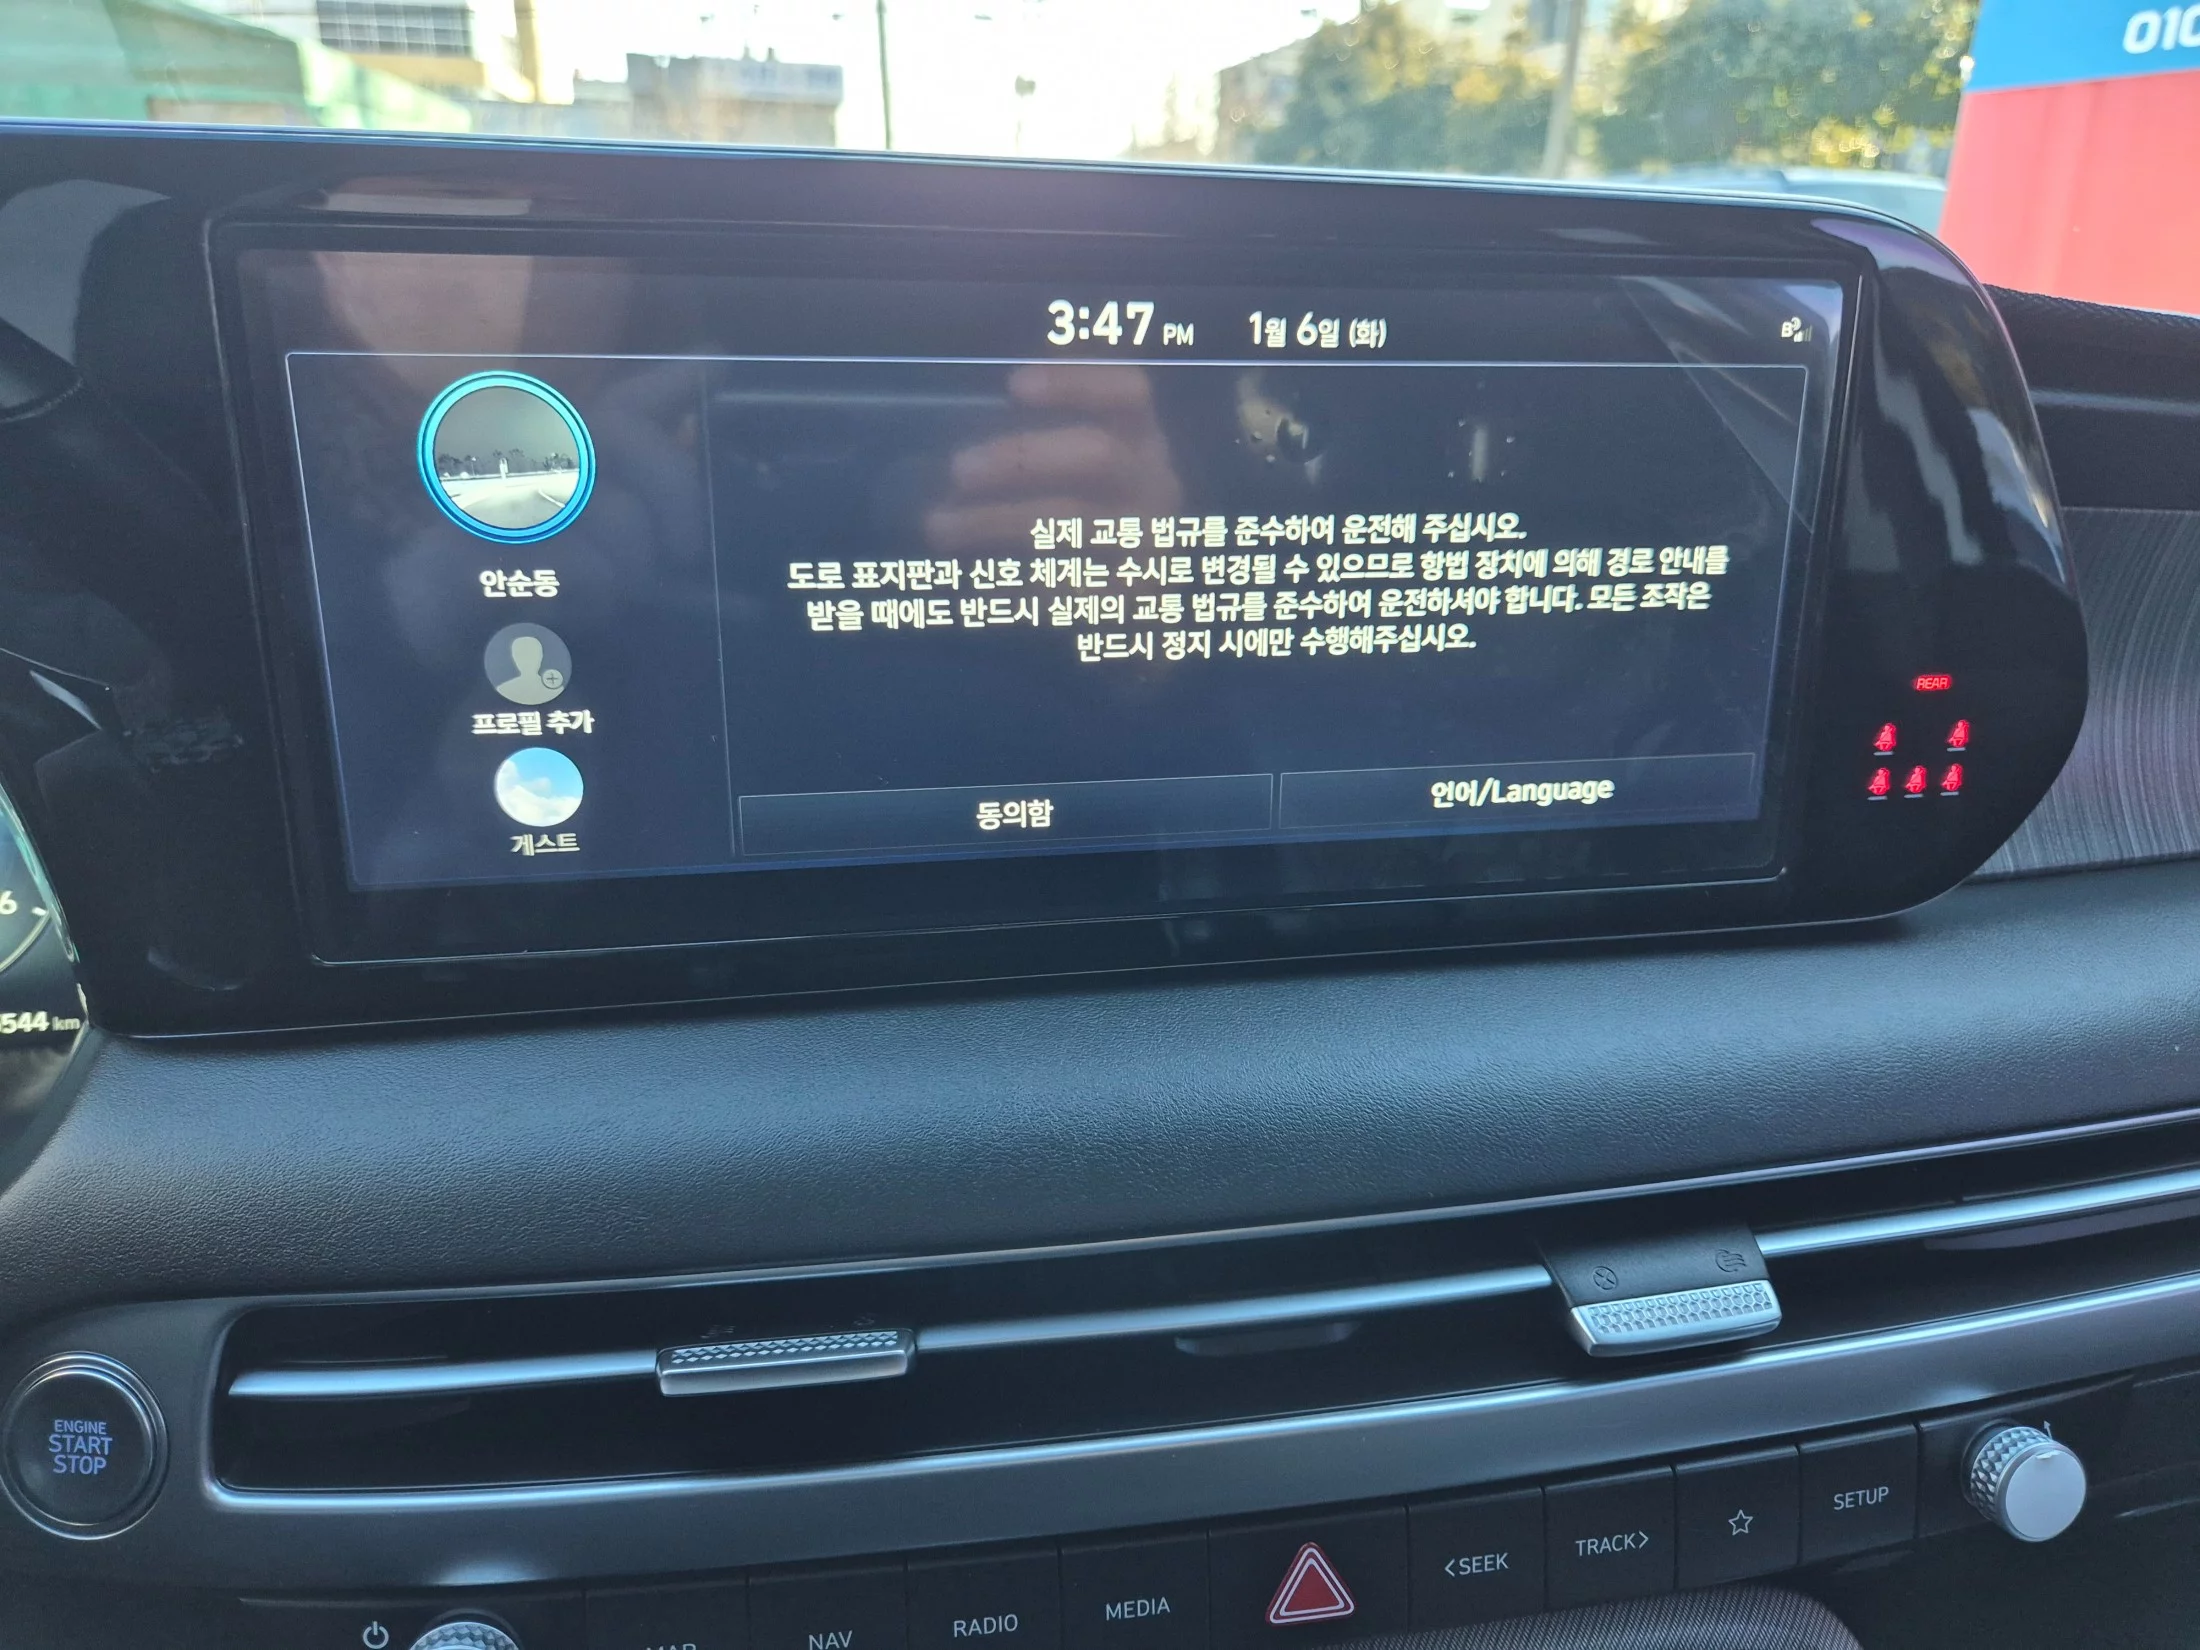 010
3:47 PM 1월 6일 (화)
안순동
프로필 추가
게스트
실제 교통 법규를 준수하여 운전해 주십시오.
도로 표지판과 신호 체계는 수시로 변경될 수 있으므로 항법 장치에 의해 경로 안내를
받을 때에도 반드시 실제의 교통 법규를 준수하여 운전하셔야 합니다. 모든 조작은
반드시 정지 시에만 수행해주십시오.
동의함
언어/Language
REAR
6
544 km
ENGINE
START
STOP
MAP
NAV
RADIO
MEDIA
<SEEK
TRACK>
SETUP